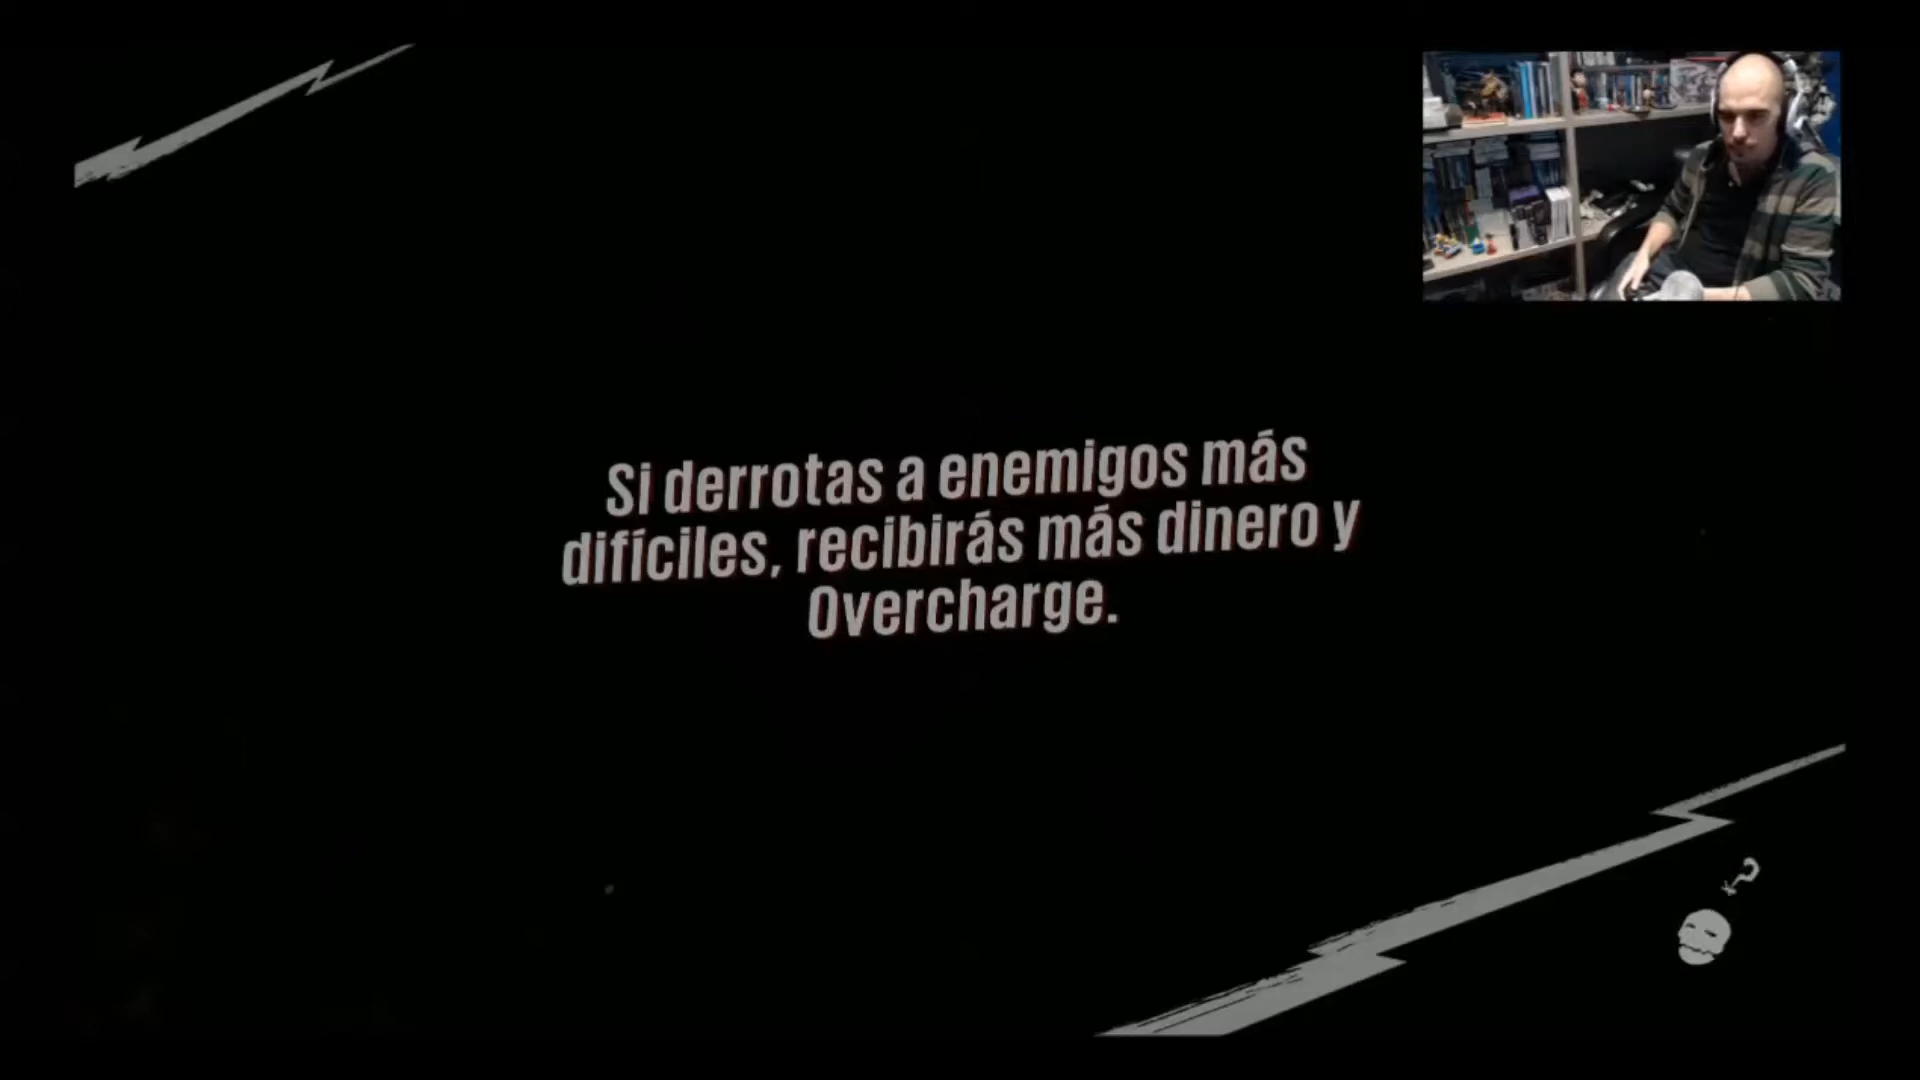 Si derrotas a enemigos más
difíciles, recibirás más dinero y
Overcharge.